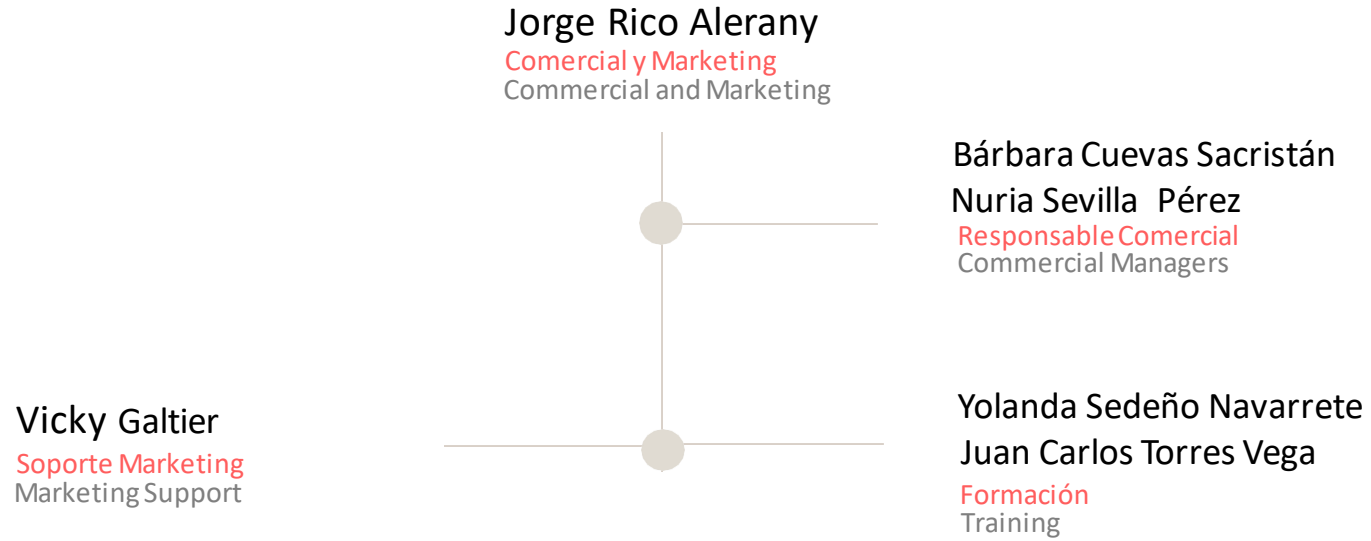 Jorge Rico Alerany
Comercial y Marketing
Commercial and Marketing
Bárbara Cuevas Sacristán
Nuria Sevilla Pérez
Responsable Comercial
Commercial Managers
Vicky Galtier
Soporte Marketing
Marketing Support
Yolanda Sedeño Navarrete
Juan Carlos Torres Vega
Formación
Training